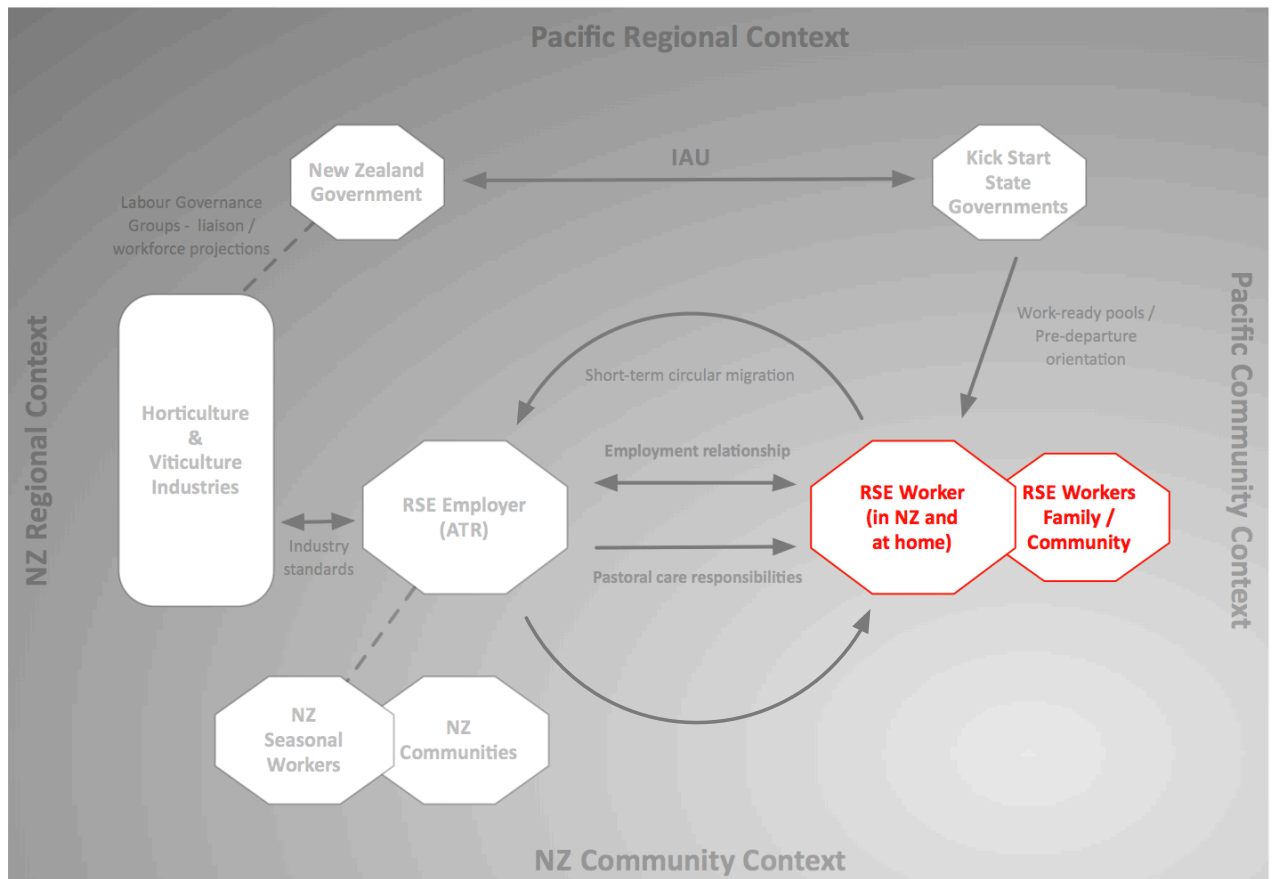 Pacific Regional Context
New Zealand
Government
IAU
Kick Start
State
Governments
Labour Governance
Groups - liaison /
workforce projections
NZ Regional Context
Pacific Community Context
Work-ready pools /
Pre-departure
orientation
Short-term circular migration
Horticulture
&
Viticulture
Industries
Industry
standards
RSE Employer
(ATR)
Employment relationship
Pastoral care responsibilities
RSE Worker
(in NZ and
at home)
RSE Workers
Family /
Community
NZ
Seasonal
Workers
NZ
Communities
NZ Community Context